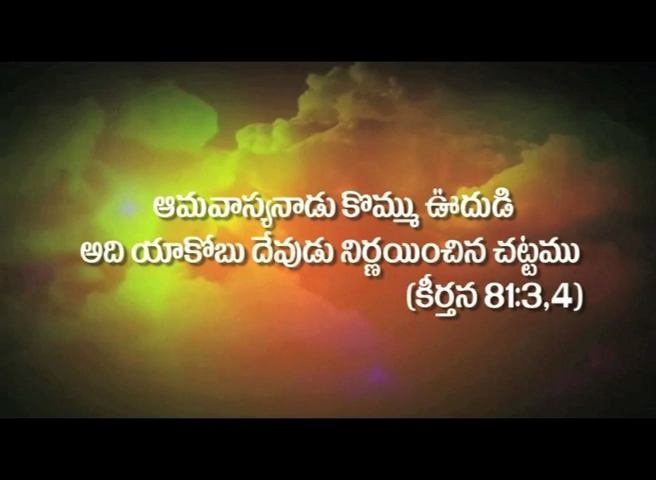 ఆమవాస్యనాడు కొమ్ము ఊదుడి
అది యాకోబు దేవుడు నిర్ణయించిన చట్టము
(కీర్తన 81:3,4)